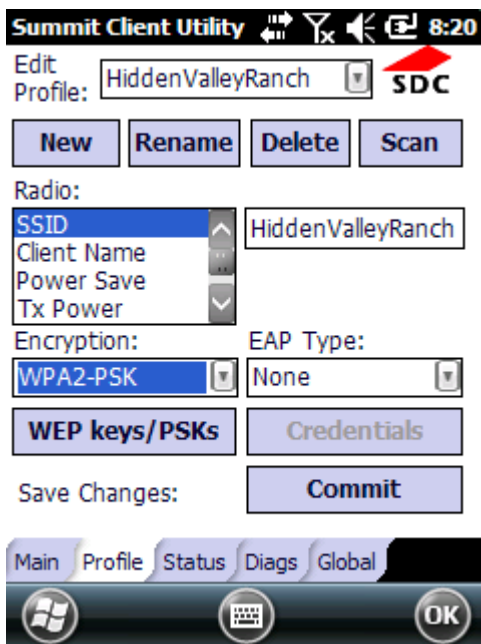 Summit Client Utility 8:20
Edit
Profile:
HiddenValleyRanch
SDC
New Rename Delete Scan
Radio:
SSID
Client Name
Power Save
Tx Power
HiddenValleyRanch
Encryption: EAP Type:
WPA2-PSK None
WEP keys/PSKs Credentials
Save Changes: Commit
Main Profile Status Diags Global
OK